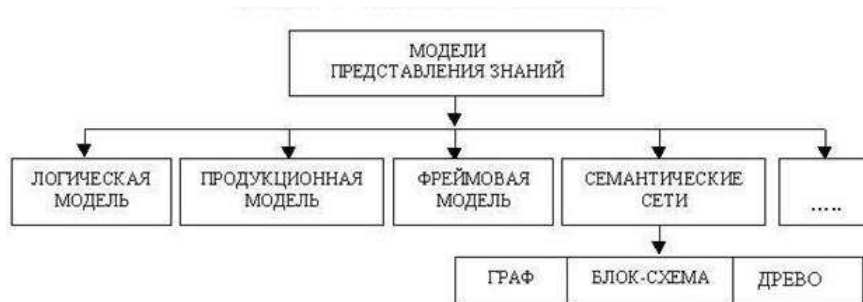 МОДЕЛИ
ПРЕДСТАВЛЕНИЯ ЗНАНИЙ
ЛОГИЧЕСКАЯ
МОДЕЛЬ
ПРОДУКЦИОННАЯ
МОДЕЛЬ
ФРЕЙМОВАЯ
МОДЕЛЬ
СЕМАНТИЧЕСКИЕ
СЕТИ
.....
ГРАФ
БЛОК-СХЕМА
ДРЕВО